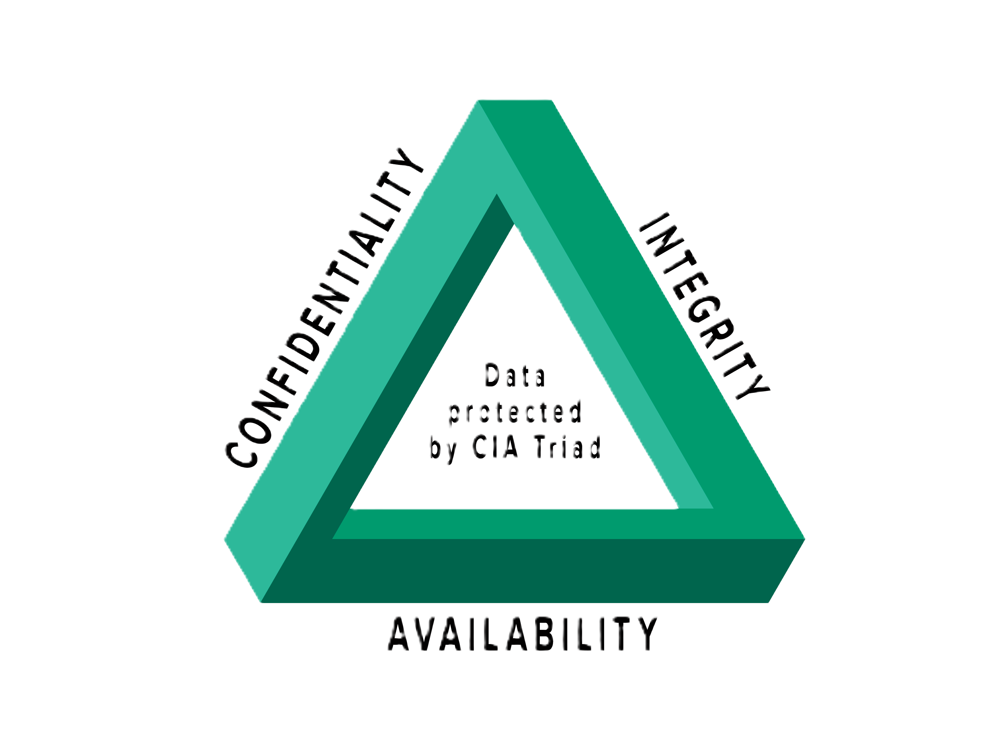 CONFIDENTIALITY
INTEGRITY
Data
protected
by CIA Triad
AVAILABILITY